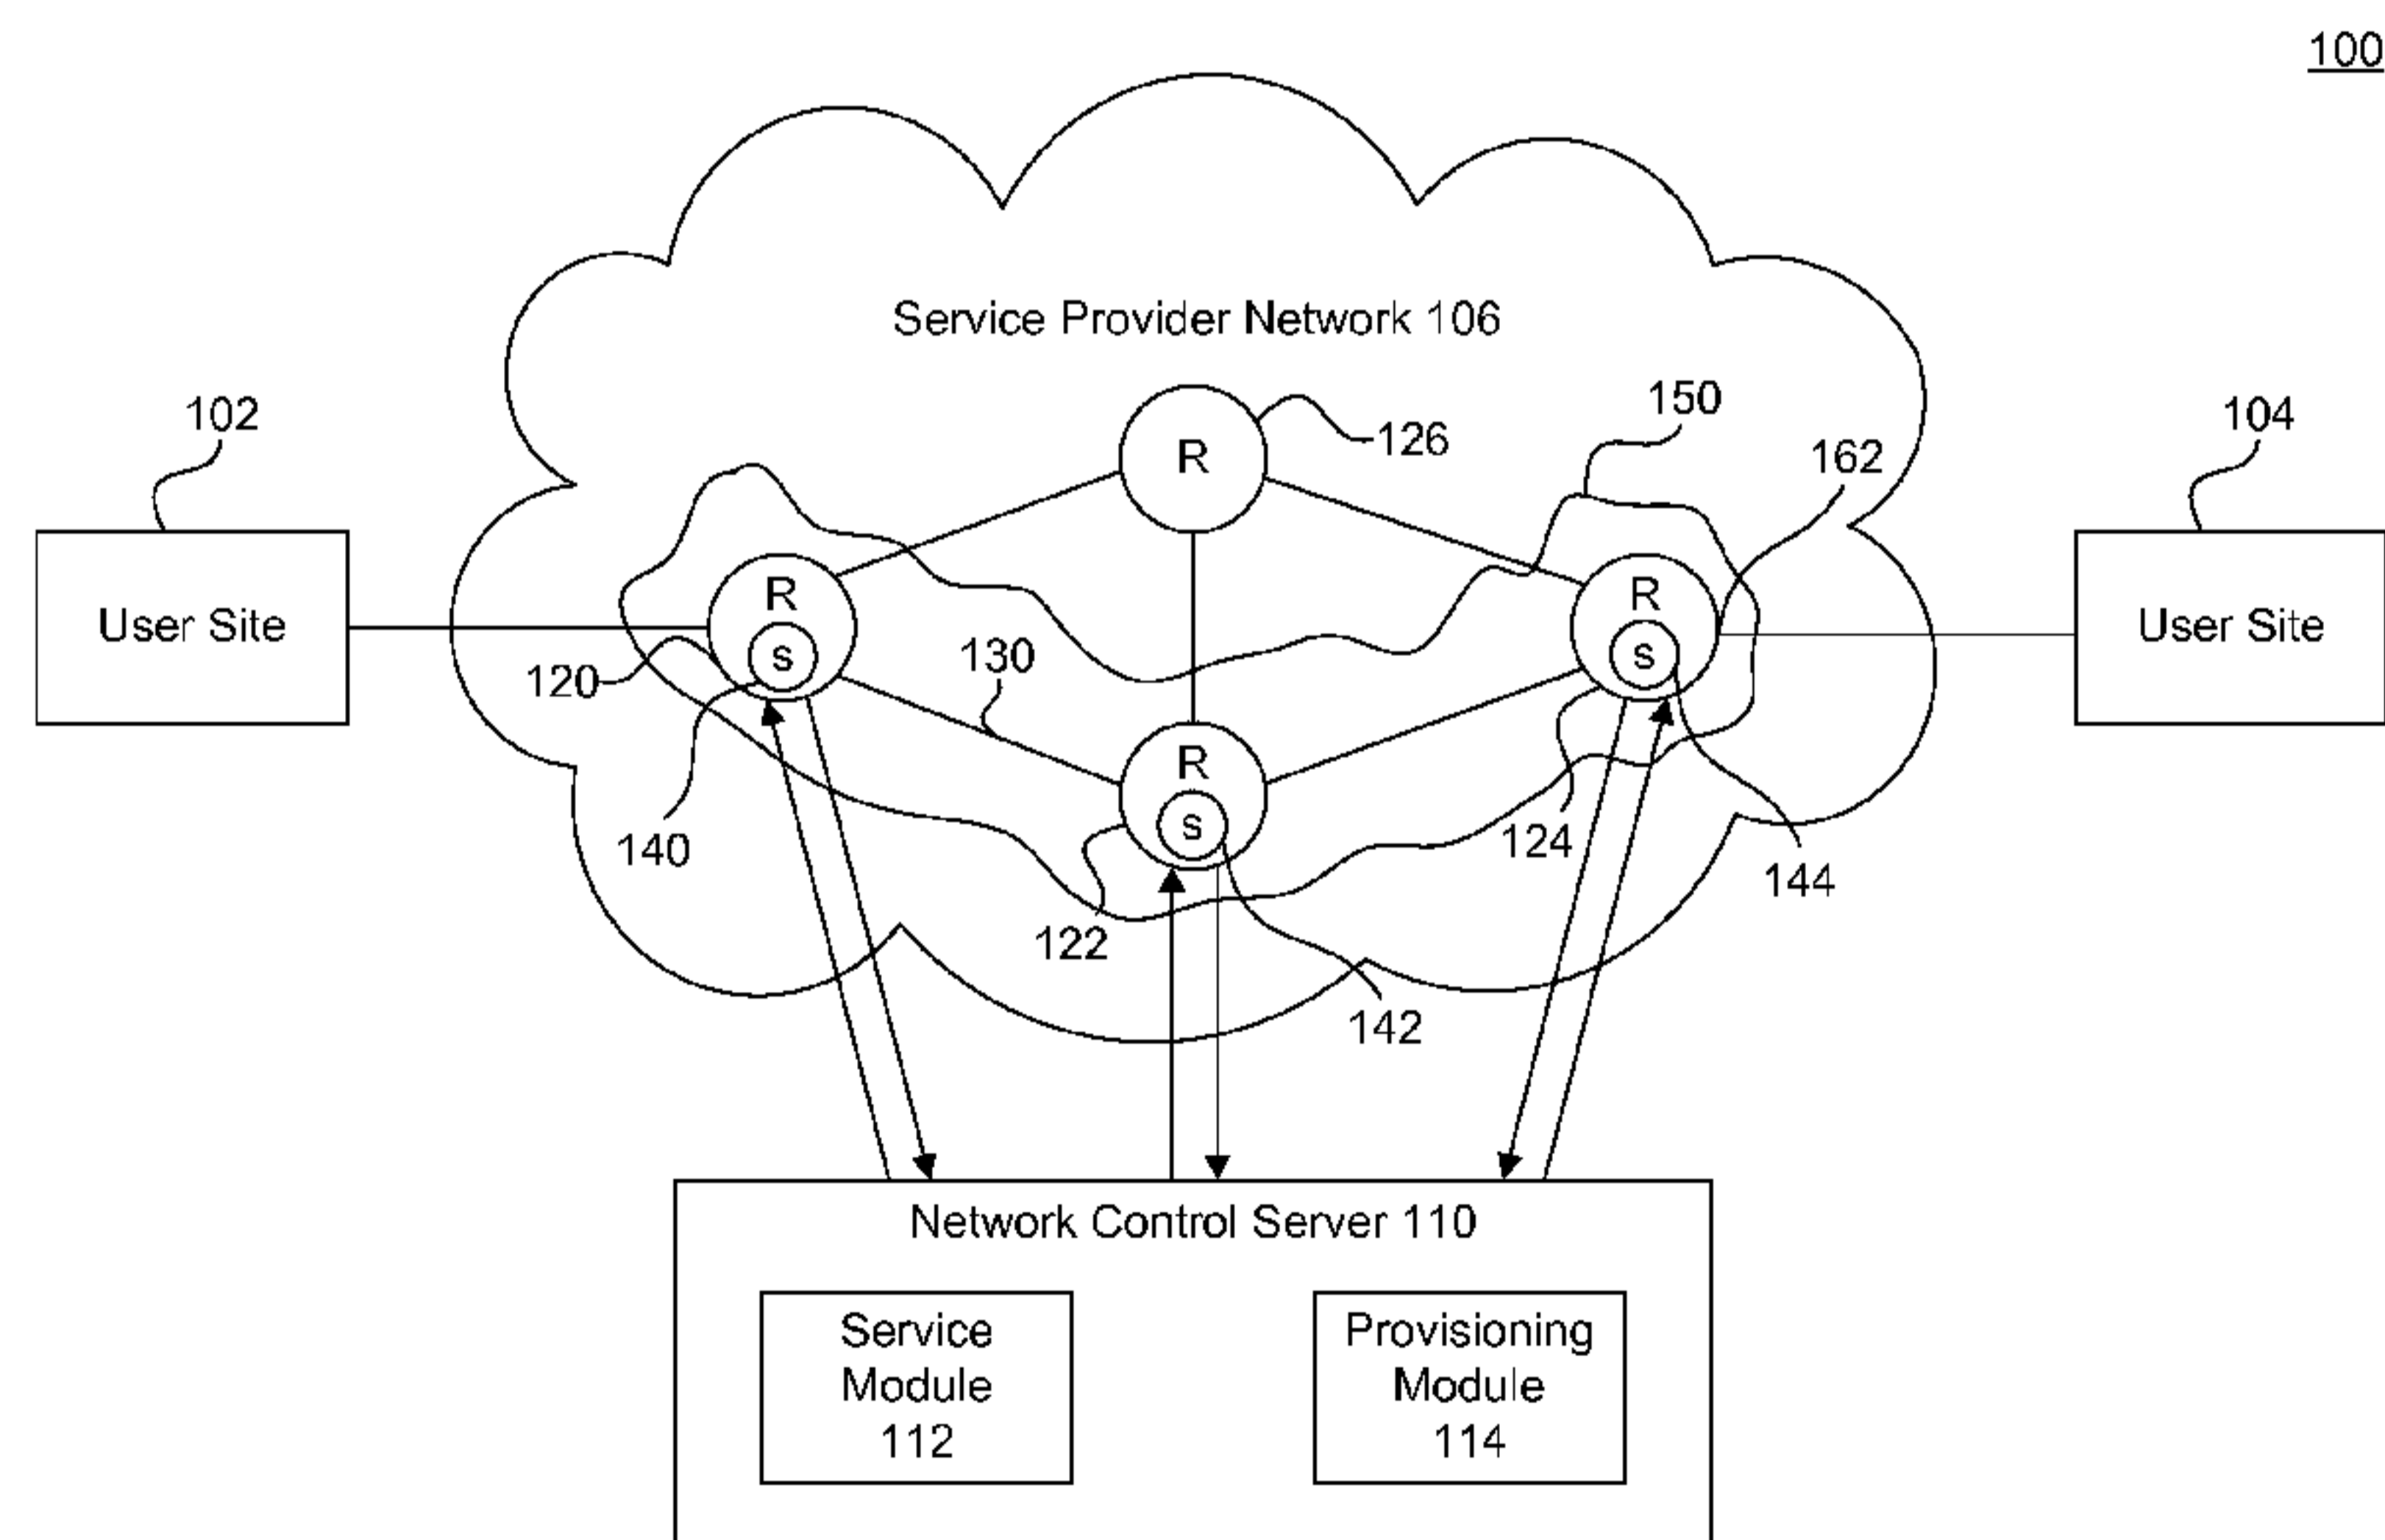 100
Service Provider Network 106
102
126
150
162
104
R
User Site
R
s
120
130
R
s
User Site
R
s
140
122
124
144
142
Network Control Server 110
Service
Module
112
Provisioning
Module
114